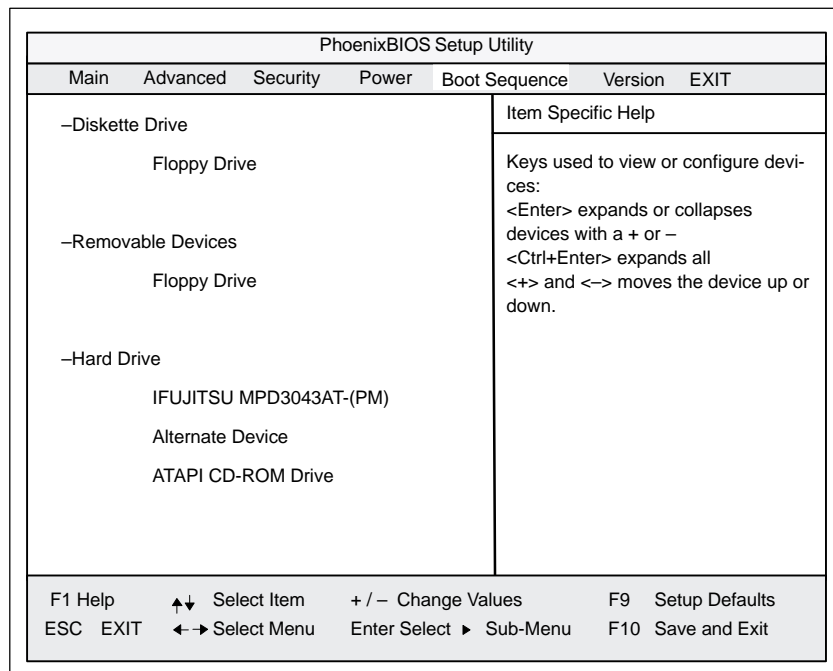 PhoenixBIOS Setup Utility
Main Advanced Security Power Boot Sequence Version EXIT
–Diskette Drive
Floppy Drive
–Removable Devices
Floppy Drive
–Hard Drive
IFUJITSU MPD3043AT-(PM)
Alternate Device
ATAPI CD-ROM Drive
Item Specific Help
Keys used to view or configure devi-
ces:
<Enter> expands or collapses
devices with a + or –
<Ctrl+Enter> expands all
<+> and <–> moves the device up or
down.
F1 Help Select Item + / – Change Values F9 Setup Defaults
ESC EXIT Select Menu Enter Select Sub-Menu F10 Save and Exit